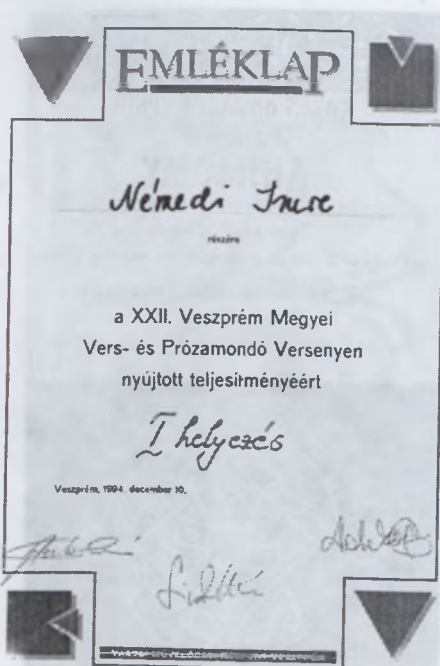 EMLÉKLAP
Némedi Imre
részére
a XXII. Veszprém Megyei
Vers- és Prózamondó Versenyen
nyújtott teljesítményéért
I helyezés
Veszprém, 1994. december 10.